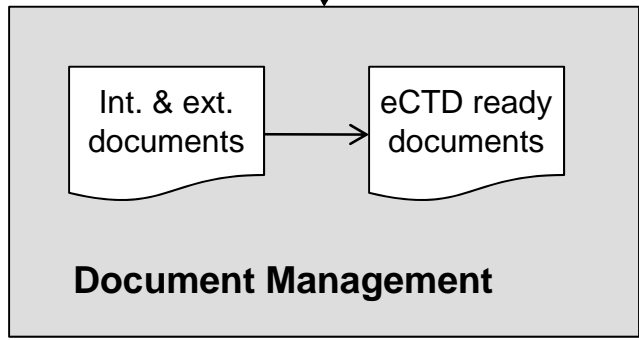 Int. & ext.
documents
eCTD ready
documents
Document Management